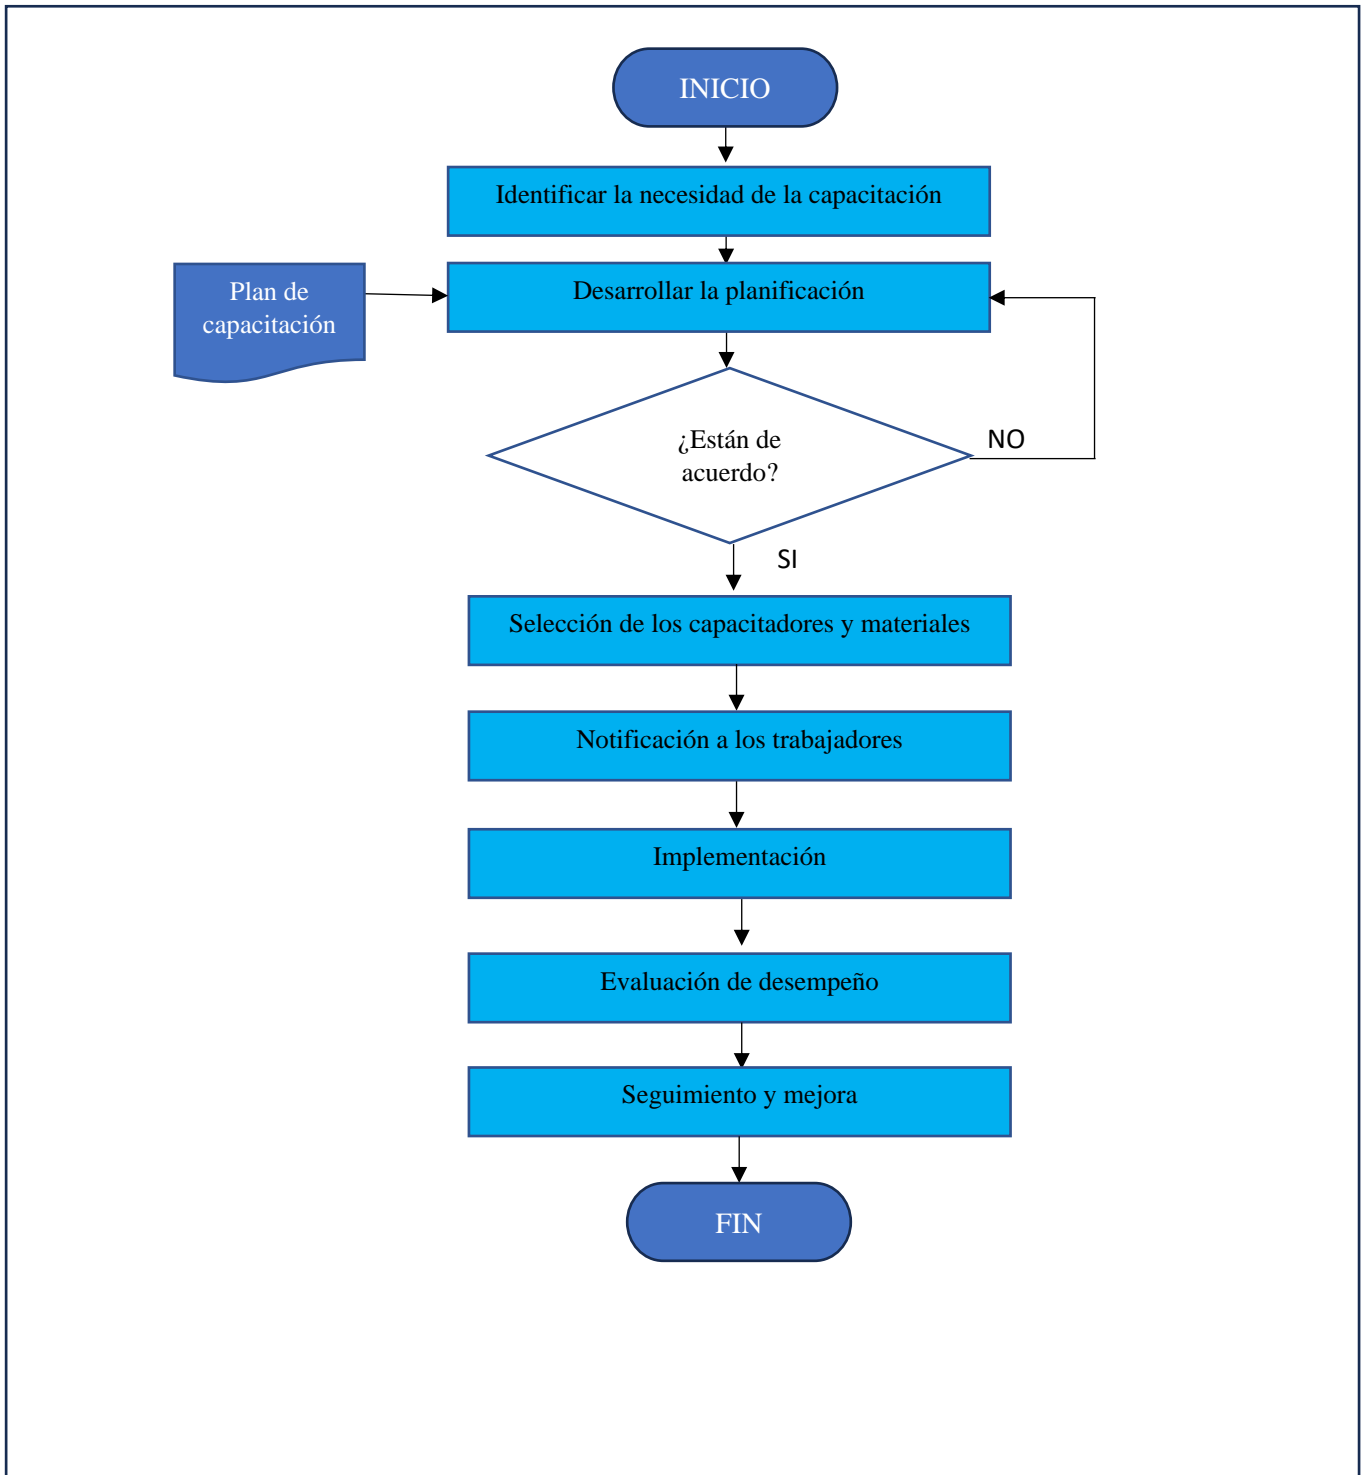 INICIO
Identificar la necesidad de la capacitación
Plan de
capacitación
Desarrollar la planificación
¿Están de
acuerdo?
NO
SI
Selección de los capacitadores y materiales
Notificación a los trabajadores
Implementación
Evaluación de desempeño
Seguimiento y mejora
FIN